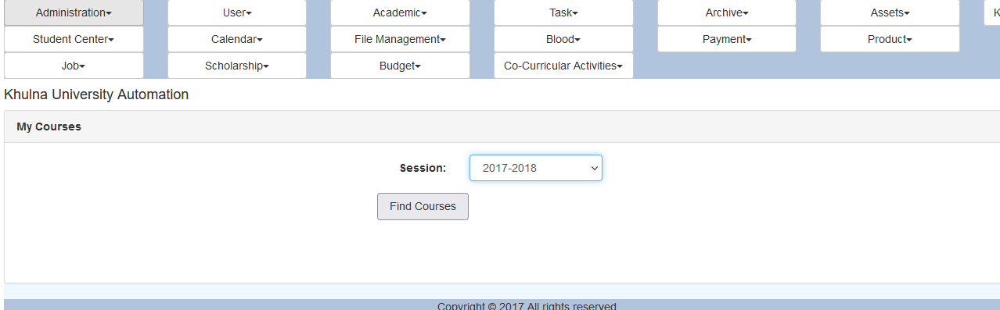 Administration User Academic Task Archive Assets K
Student Center Calendar File Management Blood Payment Product
Job Scholarship Budget Co-Curricular Activities
Khulna University Automation
My Courses
Session: 2017-2018
Find Courses
Copyright © 2017 All rights reserved